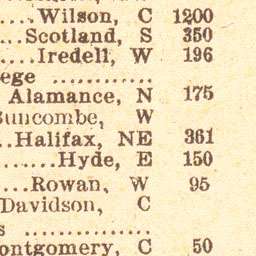 ....Wilson, C 1200
....Scotland, S 350
....Iredell, W 196
ege ............
Alamance, N 175
Buncombe, W
..Halifax, NE 361
.......Hyde, E 150
....Rowan, W 95
Davidson, C
s ................
ontgomery, C 50